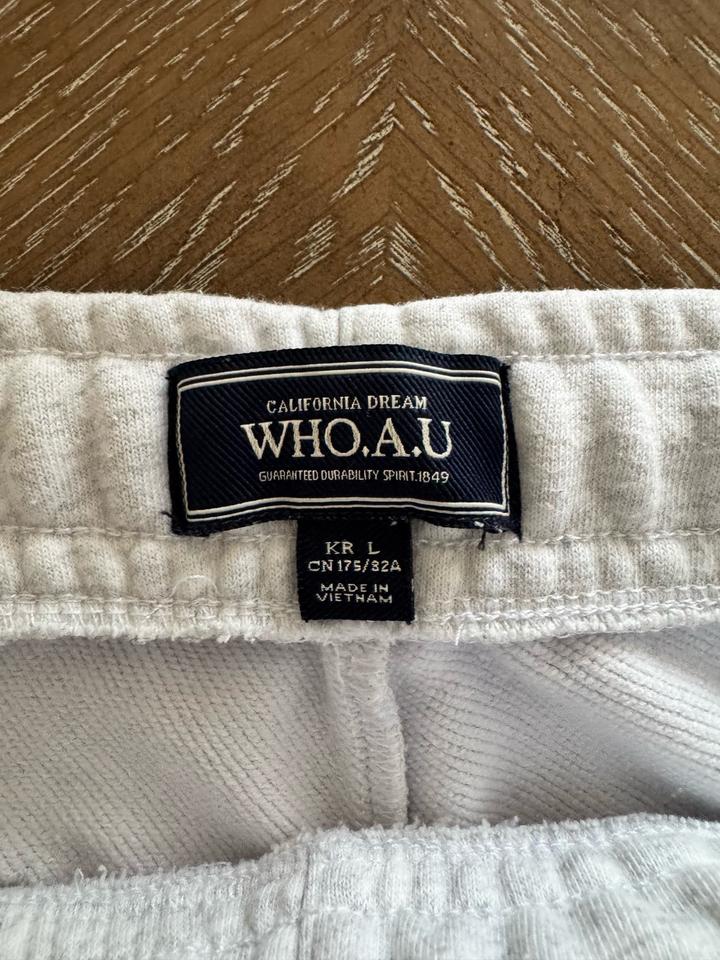 CALIFORNIA DREAM
WHO.A.U
GUARANTEED DURABILITY SPIRIT.1849
KR L
CN 175/82A
MADE IN
VIETNAM